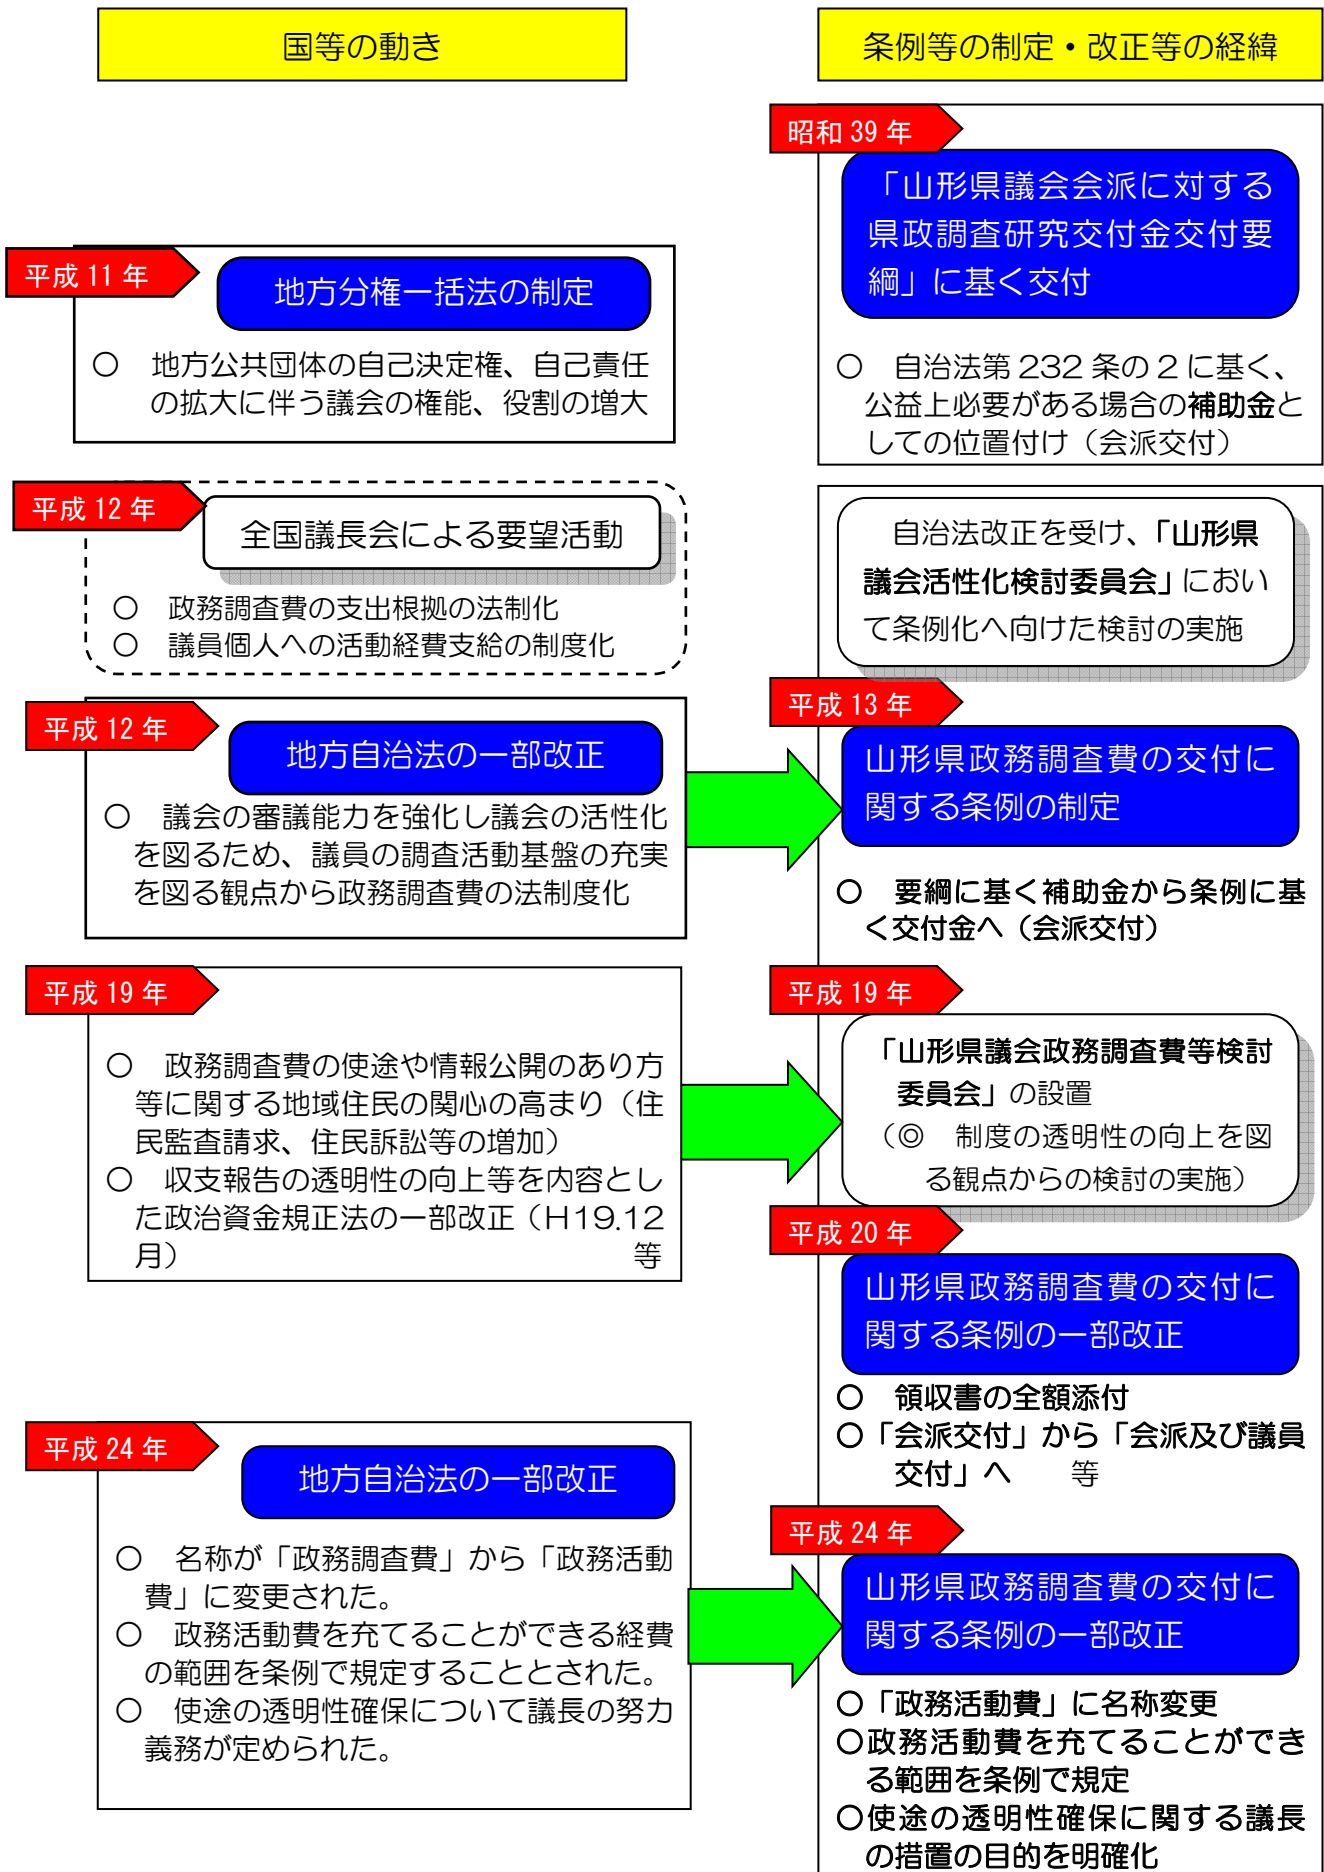 国等の動き
平成 11 年
地方分権一括法の制定
○　地方公共団体の自己決定権、自己責任
の拡大に伴う議会の権能、役割の増大
平成 12 年
全国議長会による要望活動
○　政務調査費の支出根拠の法制化
○　議員個人への活動経費支給の制度化
平成 12 年
地方自治法の一部改正
○　議会の審議能力を強化し議会の活性化
を図るため、議員の調査活動基盤の充実
を図る観点から政務調査費の法制度化
平成 19 年
○　政務調査費の使途や情報公開のあり方
等に関する地域住民の関心の高まり（住
民監査請求、住民訴訟等の増加）
○　収支報告の透明性の向上等を内容とし
た政治資金規正法の一部改正（H19.12
月）　等
平成 24 年
地方自治法の一部改正
○　名称が「政務調査費」から「政務活動
費」に変更された。
○　政務活動費を充てることができる経費
の範囲を条例で規定することとされた。
○　使途の透明性確保について議長の努力
義務が定められた。
条例等の制定・改正等の経緯
昭和 39 年
「山形県議会会派に対する
県政調査研究交付金交付要
綱」に基く交付
○　自治法第 232 条の 2 に基く、
公益上必要がある場合の補助金と
しての位置付け（会派交付）
自治法改正を受け、「山形県
議会活性化検討委員会」におい
て条例化へ向けた検討の実施
平成 13 年
山形県政務調査費の交付に
関する条例の制定
○　要綱に基く補助金から条例に基
く交付金へ（会派交付）
平成 19 年
「山形県議会政務調査費等検討
委員会」の設置
（◎　制度の透明性の向上を図
る観点からの検討の実施）
平成 20 年
山形県政務調査費の交付に
関する条例の一部改正
○　領収書の全額添付
○「会派交付」から「会派及び議員
交付」へ　等
平成 24 年
山形県政務調査費の交付に
関する条例の一部改正
○「政務活動費」に名称変更
○政務活動費を充てることができ
る範囲を条例で規定
○使途の透明性確保に関する議長
の措置の目的を明確化